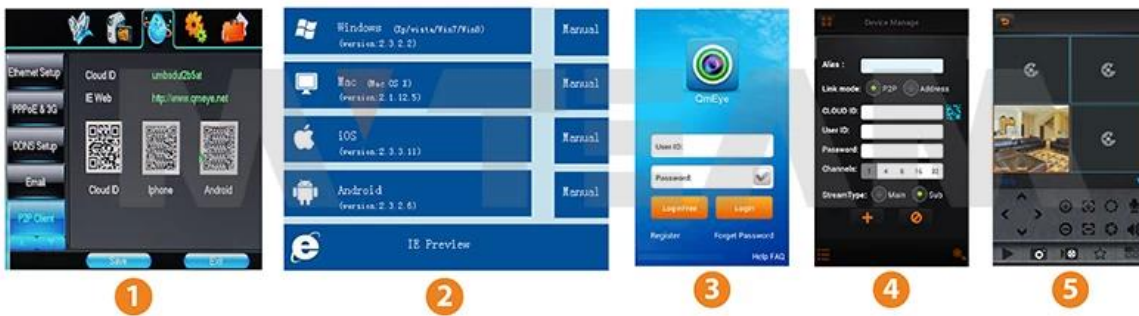 Ethernet Setup
PPPoE & 3G
DDNS Setup
Email
P2P Client
Cloud ID umbsduf2b5at
IE Web http://www.qmeye.net
Cloud ID Iphone Android
Save Exit
1
Windows (Xp/vista/Win7/Win8) Manual
(version:2.3.2.2)
Mac (Mac OS X) Manual
(version:2.1.12.5)
iOS Manual
(version:2.3.3.11)
Android Manual
(version:2.3.2.6)
IE Preview
2
QmEye
User ID:
Password:
Login Free Login
Register Forget Password
Help FAQ
3
Device Manage
Alias :
Link mode: P2P Address
CLOUD ID:
User ID:
Password:
Channels: 1 4 8 16 32
StreamType: Main Sub
4
5